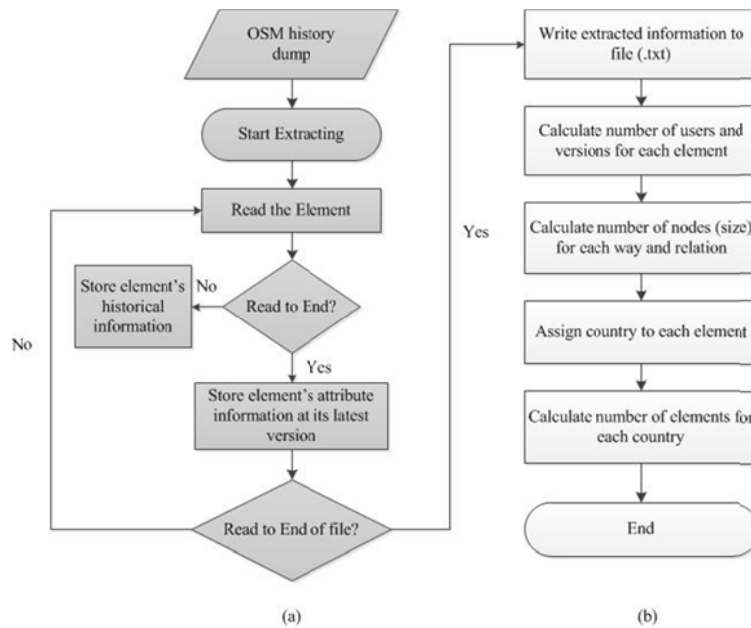 OSM history
dump
Start Extracting
Read the Element
Read to End?
No
Store element's
historical
information
Yes
Store element's attribute
information at its latest
version
Read to End of file?
No
Yes
(a)
Write extracted information to
file (.txt)
Calculate number of users and
versions for each element
Calculate number of nodes (size)
for each way and relation
Assign country to each element
Calculate number of elements for
each country
End
(b)